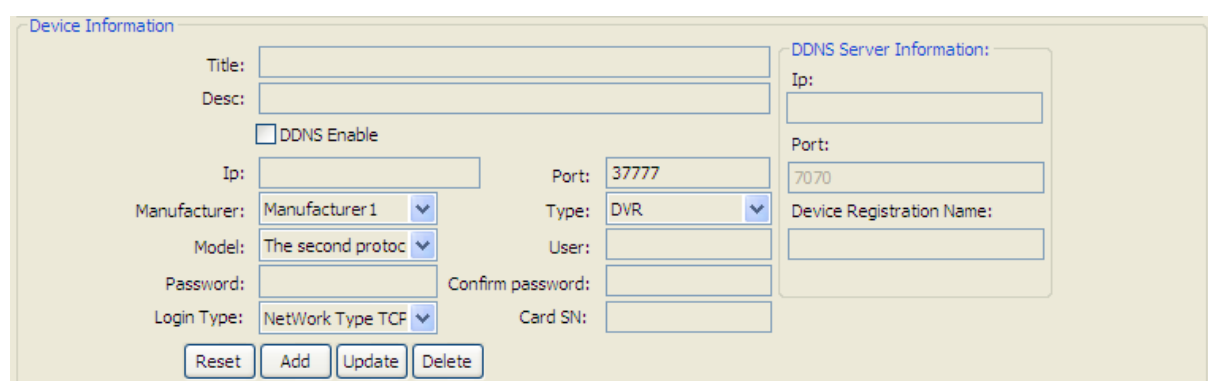 Device Information
Title:
Desc:
DDNS Enable
Ip: Port: 37777
Manufacturer: Manufacturer1 Type: DVR
Model: The second protoc User:
Password: Confirm password:
Login Type: NetWork Type TCP Card SN:
Reset Add Update Delete
DDNS Server Information:
Ip:
Port:
7070
Device Registration Name: